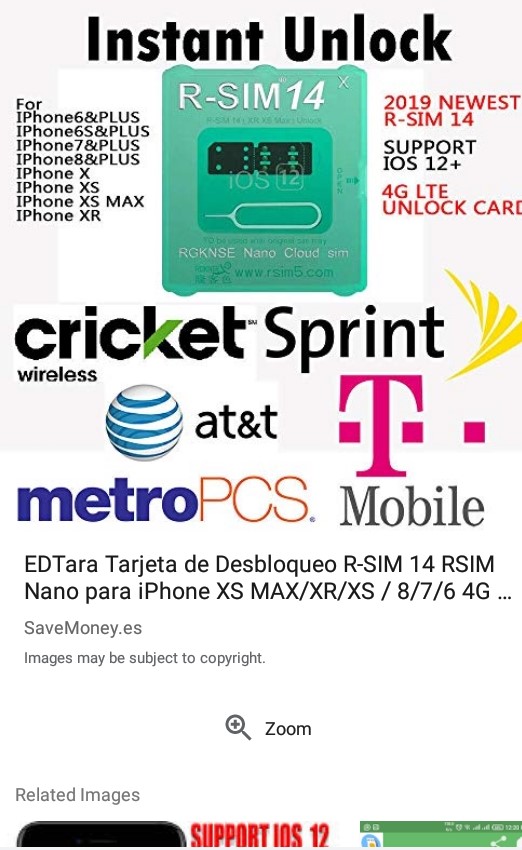 Instant Unlock
For
IPhone6&PLUS
IPhone6S&PLUS
IPhone7&PLUS
IPhone8&PLUS
IPhone X
IPhone XS
IPhone XS MAX
IPhone XR
R-SIM14
X
iOS 12
RGKNSE Nano Cloud sim
www.rsim5.com
2019 NEWEST
R-SIM 14
SUPPORT
IOS 12+
4G LTE
UNLOCK CARD
cricket Sprint
wireless
at&t
T
metroPCS.
Mobile
EDTara Tarjeta de Desbloqueo R-SIM 14 RSIM
Nano para iPhone XS MAX/XR/XS / 8/7/6 4G ...
SaveMoney.es
Images may be subject to copyright.
Zoom
Related Images
SUPPORT IOS 12